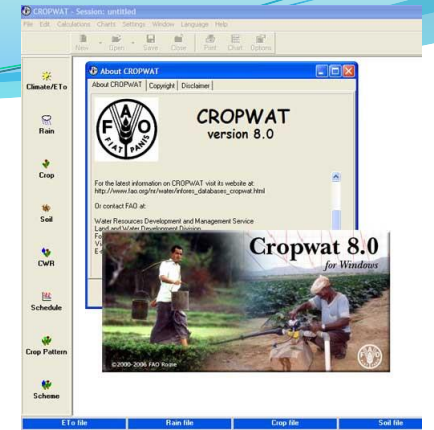 CROPWAT - Session: untitled
File Edit Calculations Charts Settings Window Language Help
New Open Save Close Print Chart Options
Climate/ETo
Rain
Crop
Soil
CWR
Schedule
Crop Pattern
Scheme
About CROPWAT
About CROPWAT Copyright Disclaimer
FAO
FIAT PANIS
CROPWAT
version 8.0
For the latest information on CROPWAT visit its website at
http://www.fao.org/nr/water/infores_databases_cropwat.html
Or contact FAO at:
Water Resources Development and Management Service
Land and Water Development Division
Cropwat 8.0
for Windows
©2000-2006 FAO Rome
ETo file Rain file Crop file Soil file